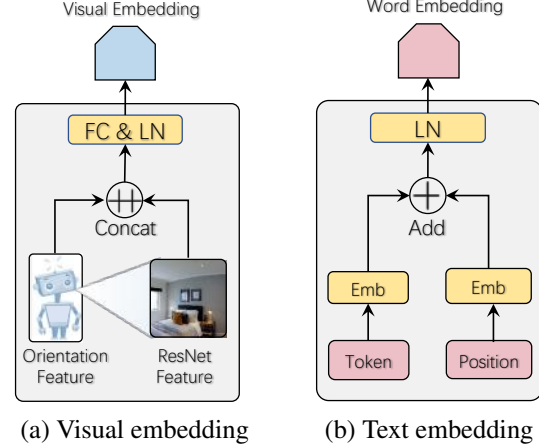 Visual Embedding
FC & LN
Concat
Orientation
Feature
ResNet
Feature
(a) Visual embedding
Word Embedding
LN
Add
Emb
Emb
Token
Position
(b) Text embedding